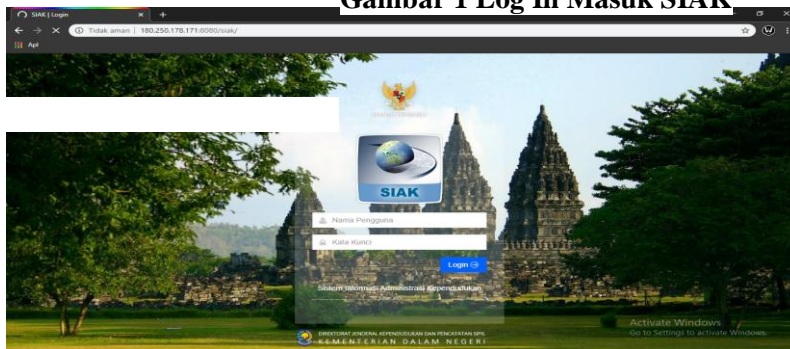 Gambar 1 Log In Masuk SIAK
SIAK | Login
Tidak aman | 180.250.178.171:8080/siak/
Apl
SIAK
Nama Pengguna
Kata Kunci
Login
Sistem Informasi Administrasi Kependudukan
DIREKTORAT JENDERAL KEPENDUDUKAN DAN PENCATATAN SIPIL
KEMENTERIAN DALAM NEGERI
Activate Windows
Go to Settings to activate Windows.